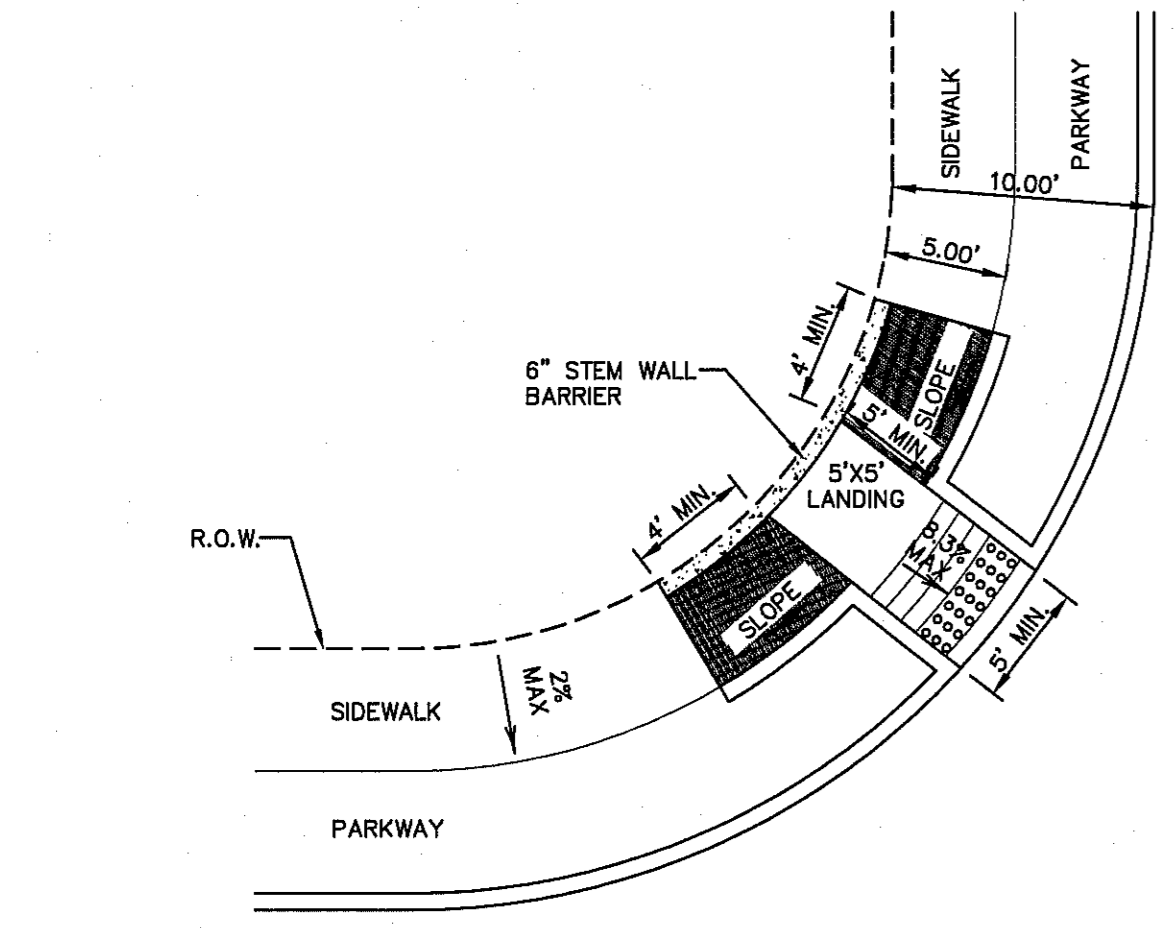 SIDEWALK
PARKWAY
10.00'
5.00'
4' MIN.
6" STEM WALL
BARRIER
SLOPE
5' MIN.
5'X5'
LANDING
4' MIN.
8.3%
MAX
R.O.W.
SLOPE
5' MIN.
2%
MAX
SIDEWALK
PARKWAY